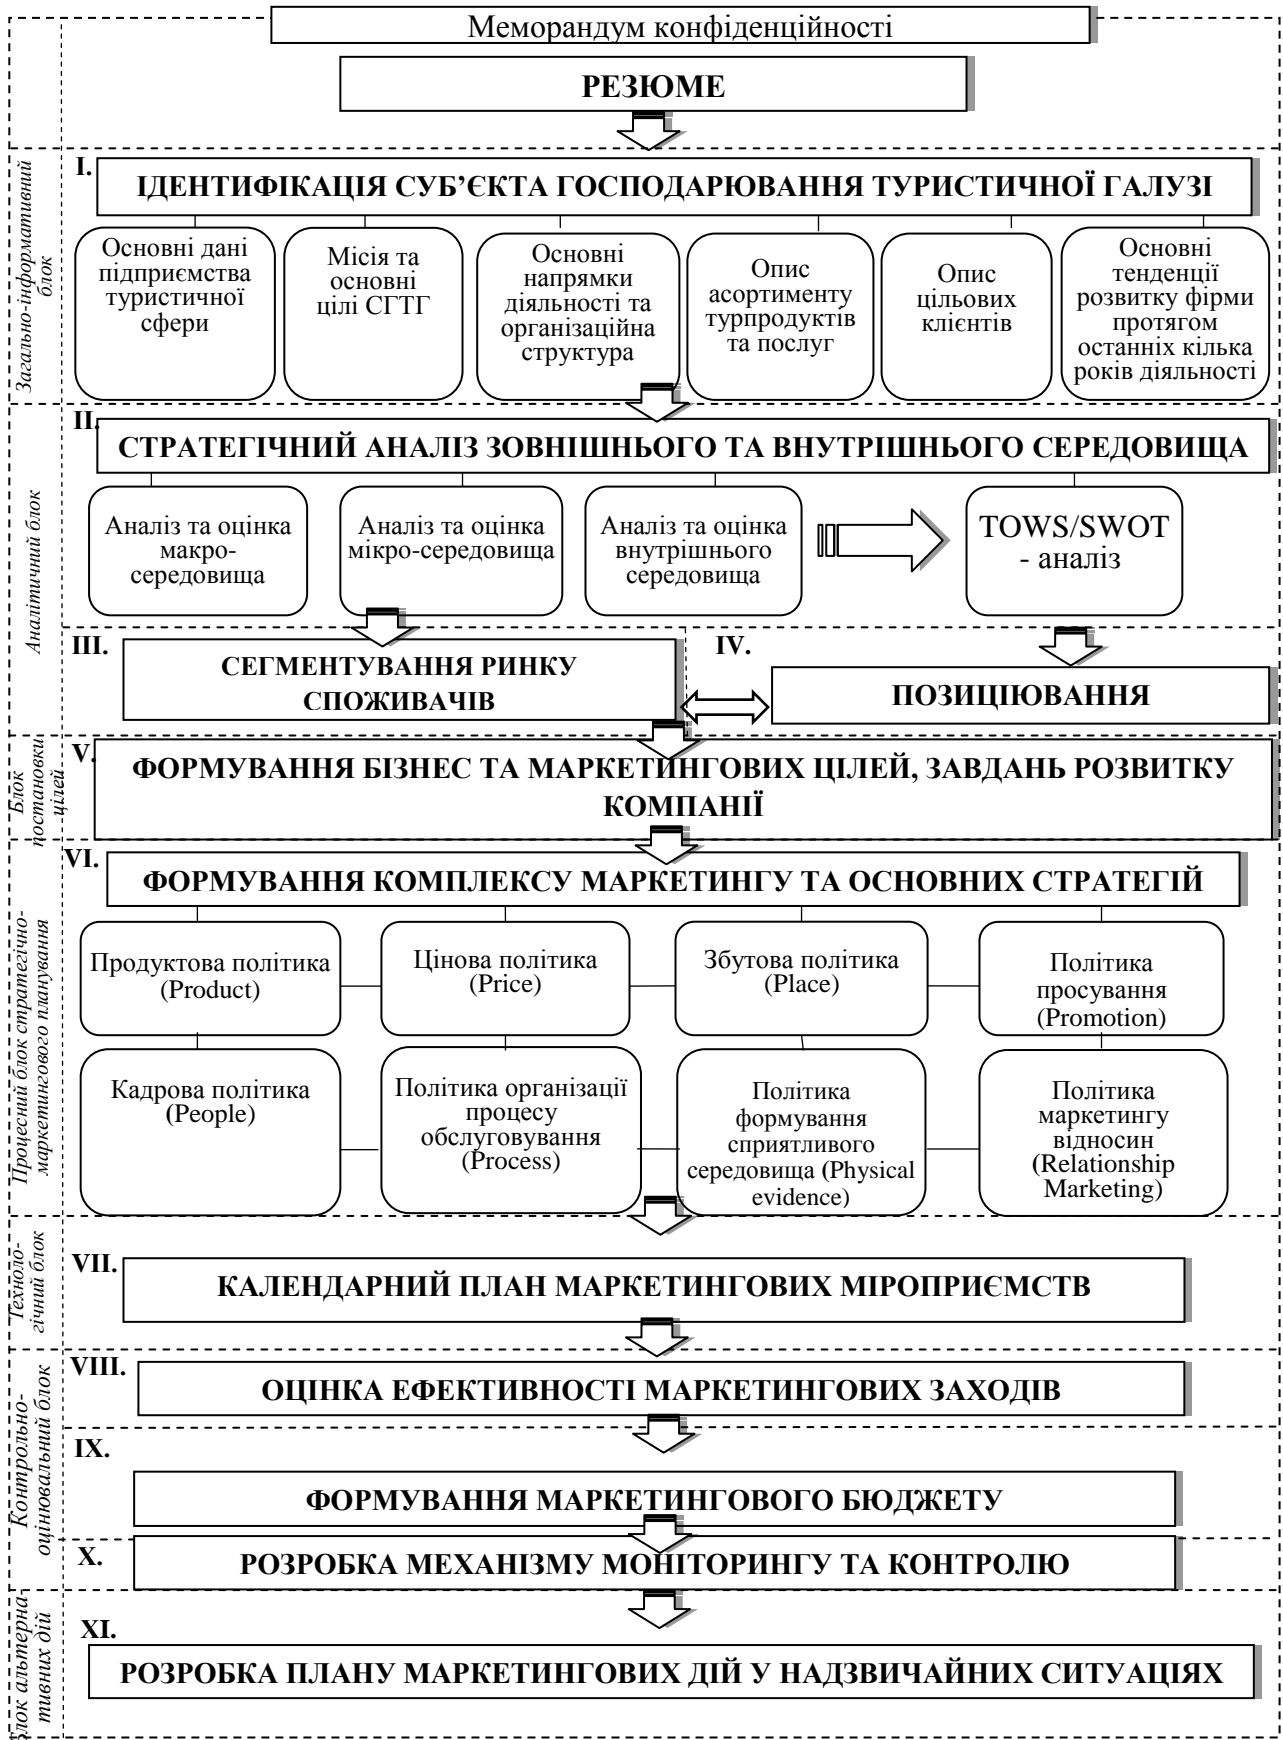 Меморандум конфіденційності
РЕЗЮМЕ
Загально-інформативний
блок
I.
ІДЕНТИФІКАЦІЯ СУБ’ЄКТА ГОСПОДАРЮВАННЯ ТУРИСТИЧНОЇ ГАЛУЗІ
Основні дані
підприємства
туристичної
сфери
Місія та
основні
цілі СГТГ
Основні
напрямки
діяльності та
організаційна
структура
Опис
асортименту
турпродуктів
та послуг
Опис
цільових
клієнтів
Основні
тенденції
розвитку фірми
протягом
останніх кілька
років діяльності
Аналітичний блок
II.
СТРАТЕГІЧНИЙ АНАЛІЗ ЗОВНІШНЬОГО ТА ВНУТРІШНЬОГО СЕРЕДОВИЩА
Аналіз та оцінка
макро-
середовища
Аналіз та оцінка
мікро-середовища
Аналіз та оцінка
внутрішнього
середовища
TOWS/SWOT
- аналіз
III.
СЕГМЕНТУВАННЯ РИНКУ
СПОЖИВАЧІВ
IV.
ПОЗИЦІЮВАННЯ
Блок
постановки
цілей
V.
ФОРМУВАННЯ БІЗНЕС ТА МАРКЕТИНГОВИХ ЦІЛЕЙ, ЗАВДАНЬ РОЗВИТКУ
КОМПАНІЇ
Процесний блок стратегічно-
маркетингового планування
VI.
ФОРМУВАННЯ КОМПЛЕКСУ МАРКЕТИНГУ ТА ОСНОВНИХ СТРАТЕГІЙ
Продуктова політика
(Product)
Цінова політика
(Price)
Збутова політика
(Place)
Політика
просування
(Promotion)
Кадрова політика
(People)
Політика організації
процесу
обслуговування
(Process)
Політика
формування
сприятливого
середовища (Physical
evidence)
Політика
маркетингу
відносин
(Relationship
Marketing)
Техноло-
гічний блок
VII.
КАЛЕНДАРНИЙ ПЛАН МАРКЕТИНГОВИХ МІРОПРИЄМСТВ
Контрольно-
оцінювальний блок
VIII.
ОЦІНКА ЕФЕКТИВНОСТІ МАРКЕТИНГОВИХ ЗАХОДІВ
IX.
ФОРМУВАННЯ МАРКЕТИНГОВОГО БЮДЖЕТУ
X.
РОЗРОБКА МЕХАНІЗМУ МОНІТОРИНГУ ТА КОНТРОЛЮ
Блок альтерна-
тивних дій
XI.
РОЗРОБКА ПЛАНУ МАРКЕТИНГОВИХ ДІЙ У НАДЗВИЧАЙНИХ СИТУАЦІЯХ